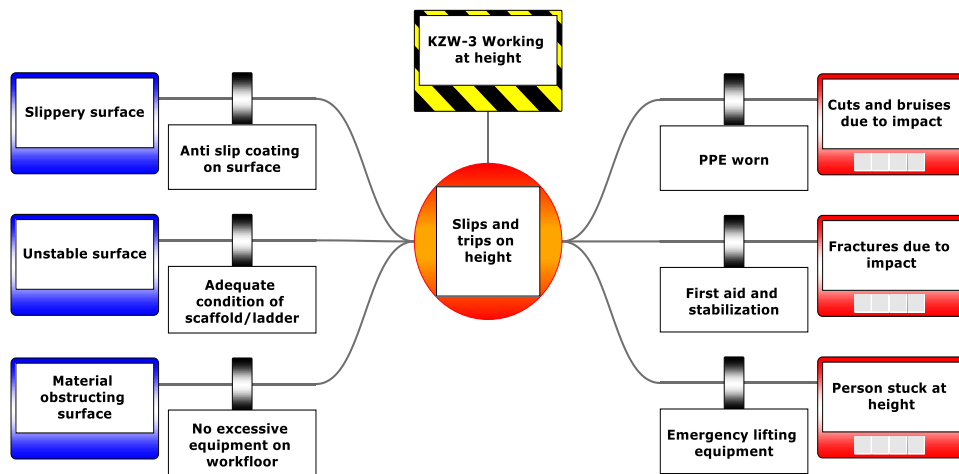 KZW-3 Working
at height
Slippery surface
Anti slip coating
on surface
Unstable surface
Adequate
condition of
scaffold/ladder
Material
obstructing
surface
No excessive
equipment on
workfloor
Slips and
trips on
height
PPE worn
Cuts and bruises
due to impact
First aid and
stabilization
Fractures due to
impact
Emergency lifting
equipment
Person stuck at
height